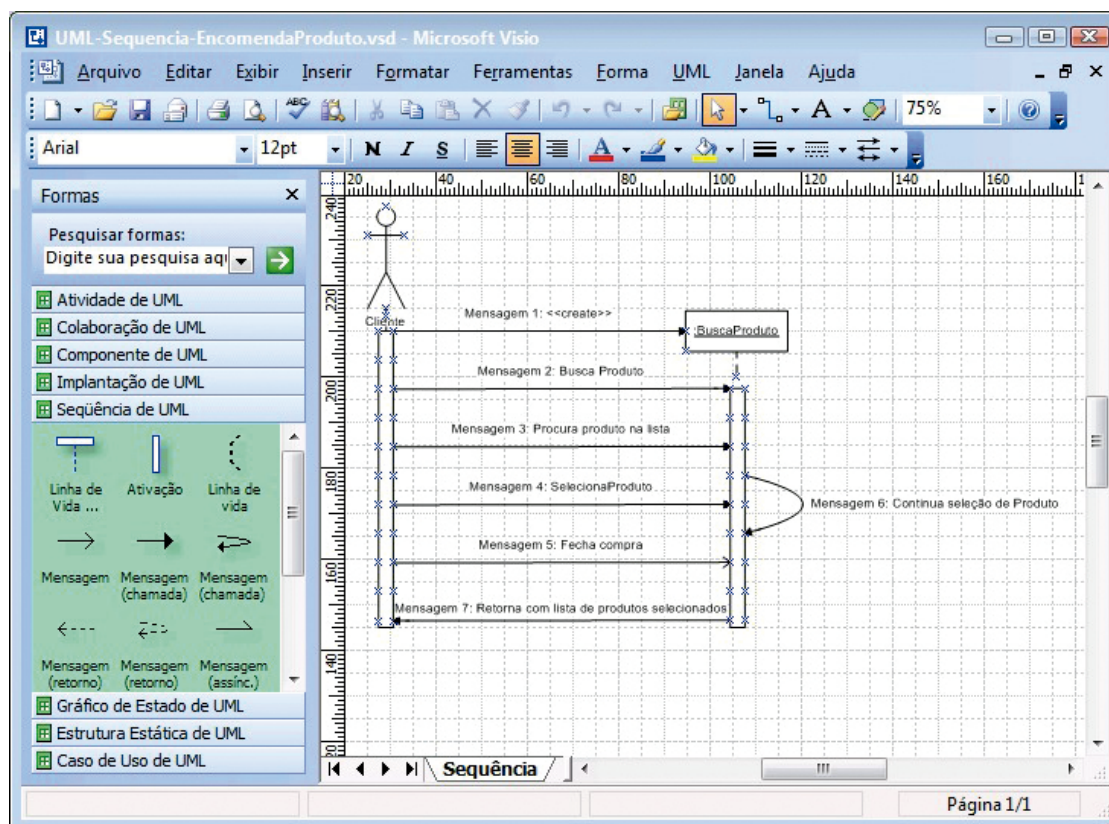 UML-Sequencia-EncomendaProduto.vsd - Microsoft Visio
Arquivo Editar Exibir Inserir Formatar Ferramentas Forma UML Janela Ajuda
ABC A 75%
Arial 12pt N I S A
Formas
Pesquisar formas:
Digite sua pesquisa aqu
Atividade de UML
Colaboração de UML
Componente de UML
Implantação de UML
Seqüência de UML
Linha de Vida ...
Ativação
Linha de vida
Mensagem
Mensagem (chamada)
Mensagem (chamada)
Mensagem (retorno)
Mensagem (retorno)
Mensagem (assínc.)
Gráfico de Estado de UML
Estrutura Estática de UML
Caso de Uso de UML
20 40 60 80 100 120 140 160 1
240
220
200
180
160
140
20
Cliente
Mensagem 1: <<create>>
:BuscaProduto
Mensagem 2: Busca Produto
Mensagem 3: Procura produto na lista
Mensagem 4: SelecionaProduto
Mensagem 6: Continua seleção de Produto
Mensagem 5: Fecha compra
Mensagem 7: Retorna com lista de produtos selecionados
Sequência
Página 1/1